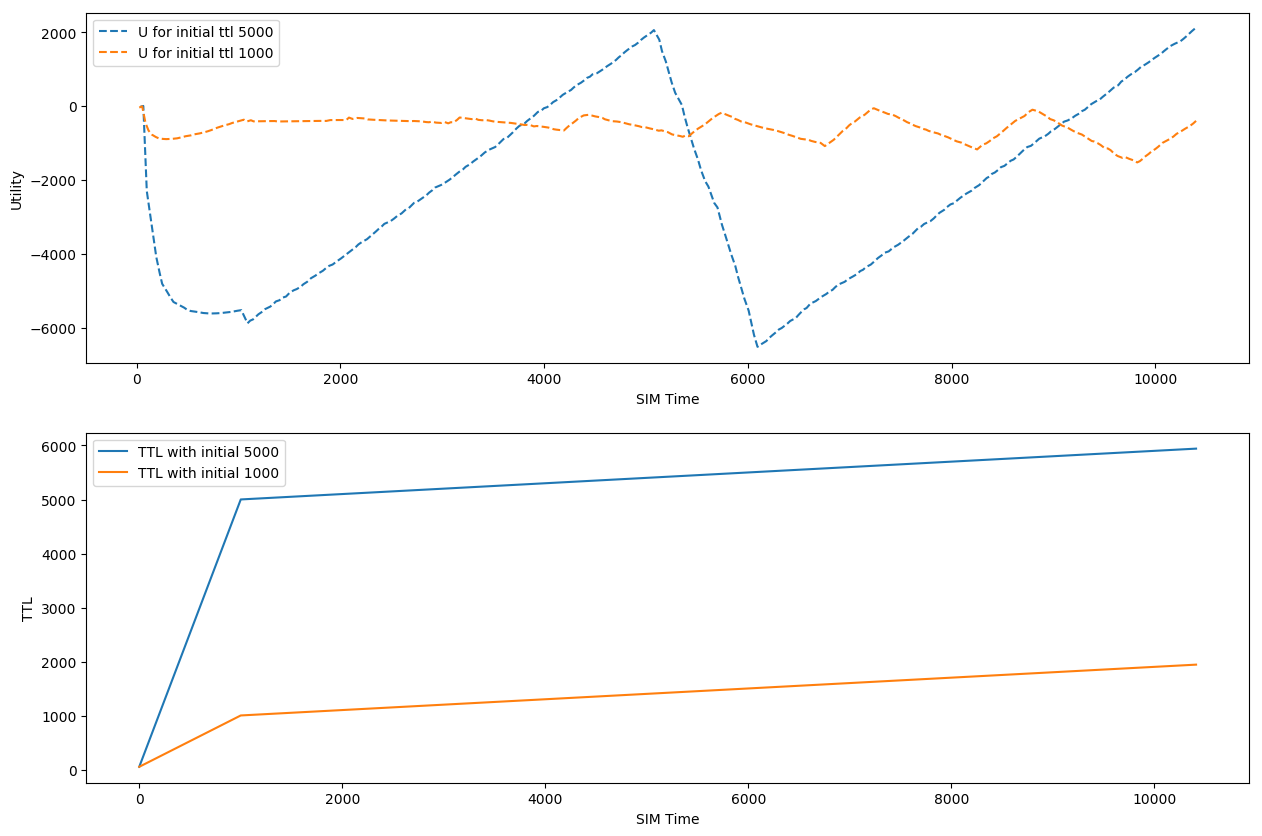 U for initial ttl 5000
U for initial ttl 1000
2000
0
−2000
−4000
−6000
Utility
0 2000 4000 6000 8000 10000
SIM Time
TTL with initial 5000
TTL with initial 1000
6000
5000
4000
3000
2000
1000
0
TTL
0 2000 4000 6000 8000 10000
SIM Time